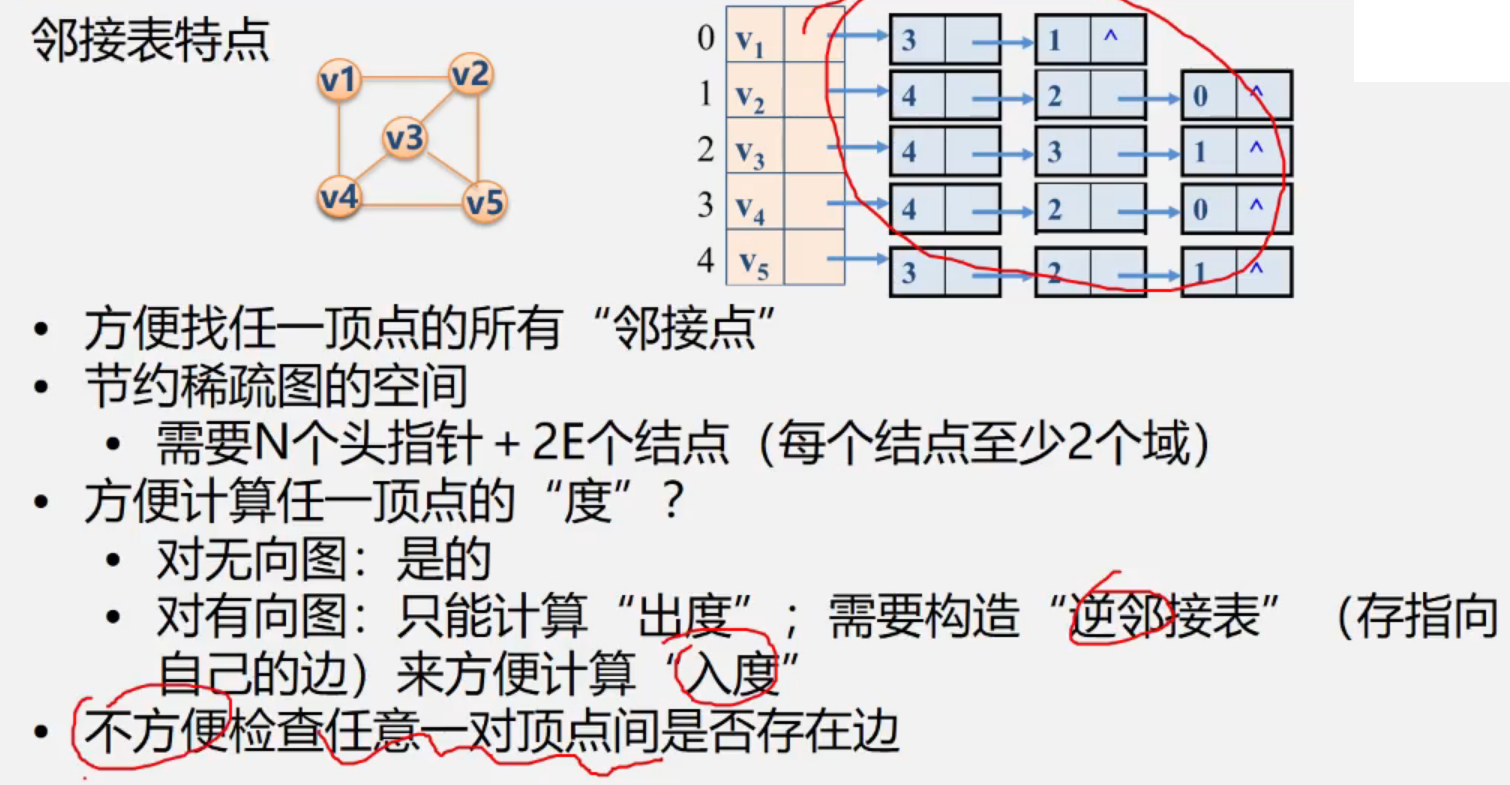 邻接表特点
v1 v2
v3
v4 v5
0 v1 3 1 ^
1 v2 4 2 0 ^
2 v3 4 3 1 ^
3 v4 4 2 0 ^
4 v5 3 2 1 ^
• 方便找任一顶点的所有“邻接点”
• 节约稀疏图的空间
• 需要N个头指针 + 2E个结点（每个结点至少2个域）
• 方便计算任一顶点的“度”？
• 对无向图：是的
• 对有向图：只能计算“出度”；需要构造“逆邻接表”（存指向
自己的边）来方便计算“入度”
• 不方便检查任意一对顶点间是否存在边